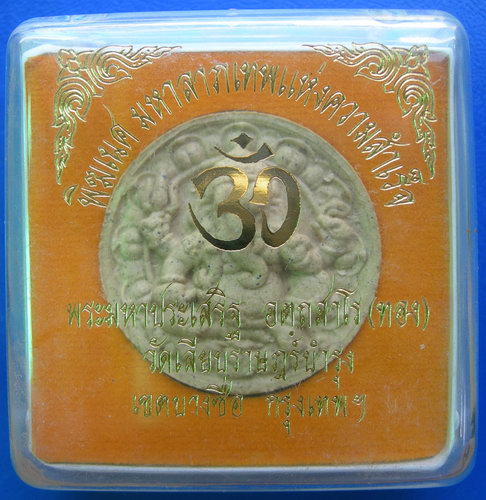 พิฆเนศ มหาลาภเทพแห่งความสำเร็จ
ॐ
พระมหาประเสริฐ อตฺถสาโร (ทอง)
วัดเลียบราษฎร์บำรุง
เขตบางซื่อ กรุงเทพฯ